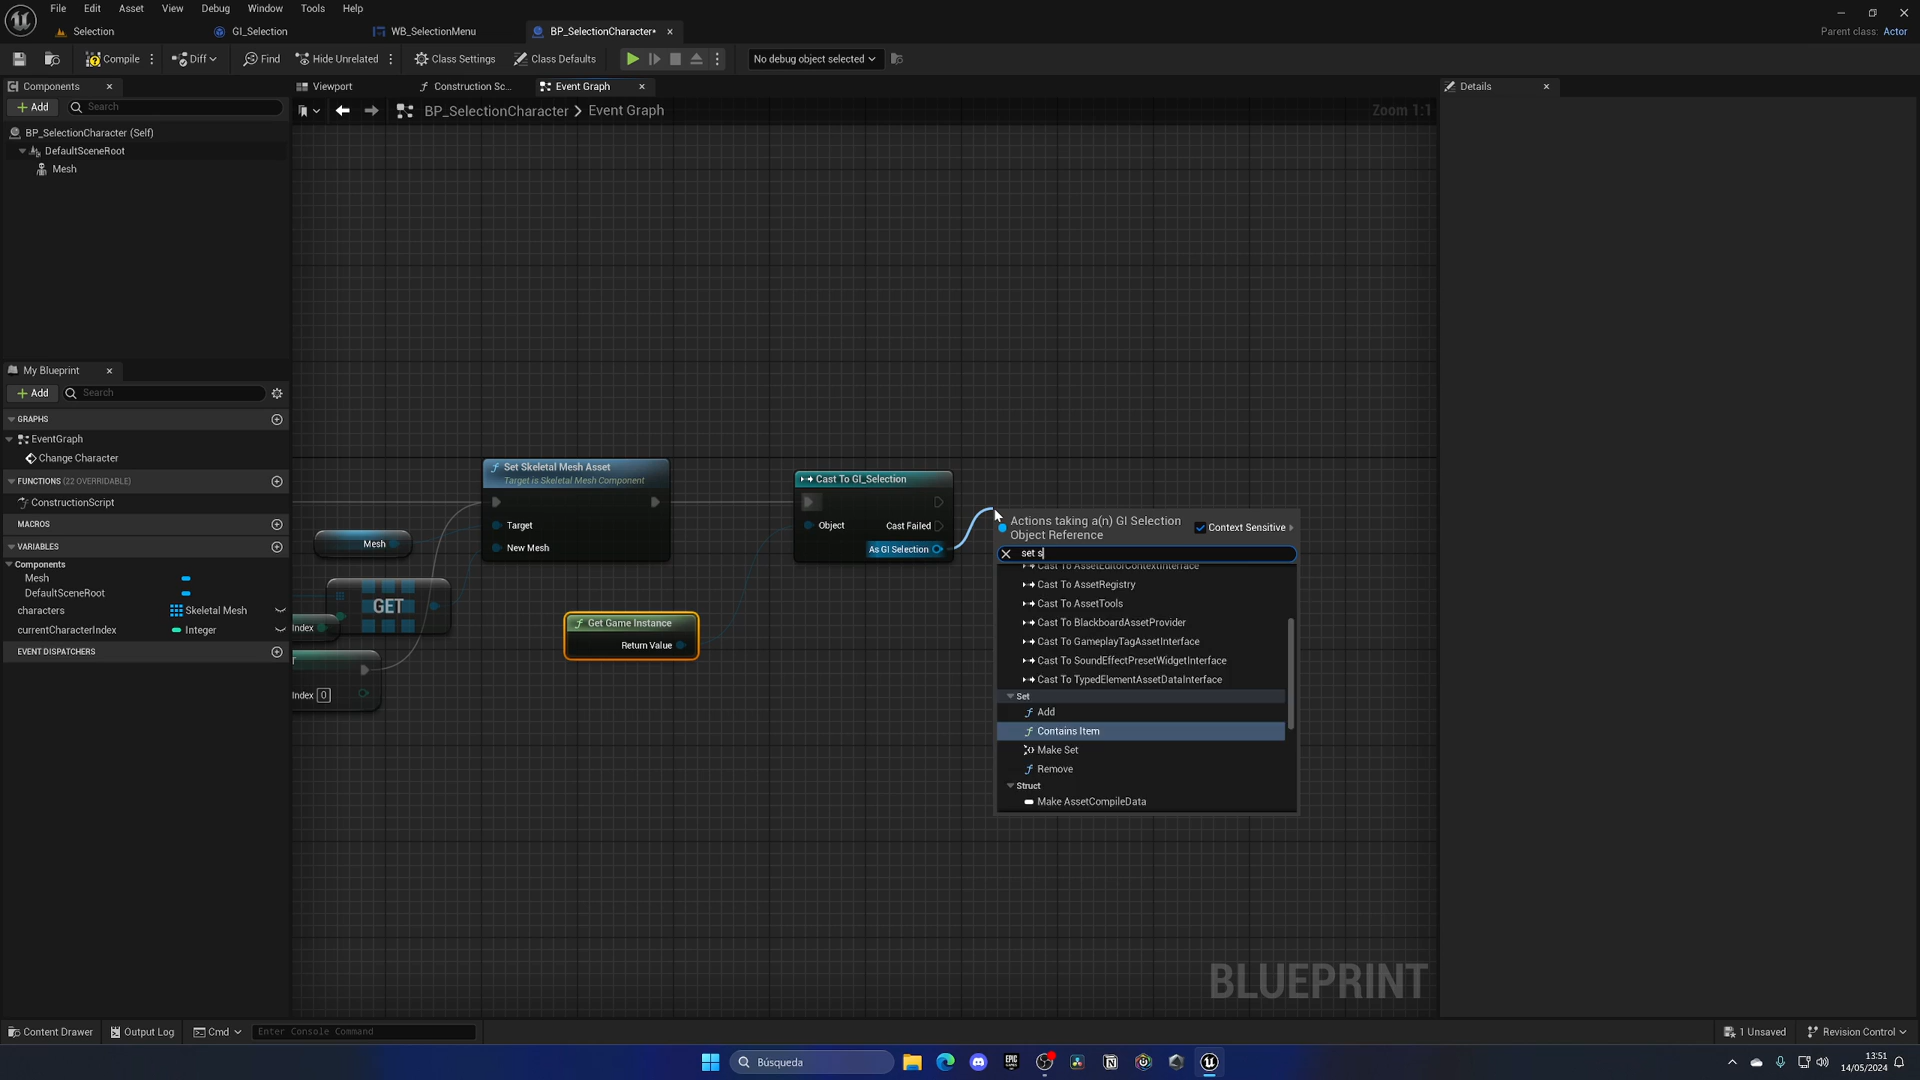 File Edit Asset View Debug Window Tools Help
Selection GI_Selection WB_SelectionMenu BP_SelectionCharacter*
Parent class: Actor
Compile Diff Find Hide Unrelated Class Settings Class Defaults No debug object selected
Components
Add Search
BP_SelectionCharacter (Self)
DefaultSceneRoot
Mesh
Viewport Construction Sc... Event Graph
BP_SelectionCharacter > Event Graph
Zoom 1:1
Details
My Blueprint
Add Search
GRAPHS
EventGraph
Change Character
FUNCTIONS (22 OVERRIDABLE)
ConstructionScript
MACROS
VARIABLES
Components
Mesh
DefaultSceneRoot
characters Skeletal Mesh
currentCharacterIndex Integer
EVENT DISPATCHERS
Set Skeletal Mesh Asset
Target is Skeletal Mesh Component
Target
New Mesh
Mesh
GET
Index
Index 0
Get Game Instance
Return Value
Cast To GI_Selection
Object Cast Failed
As GI Selection
Actions taking a(n) GI Selection
Object Reference
Context Sensitive
set s
Cast To AssetEditorContextInterface
Cast To AssetRegistry
Cast To AssetTools
Cast To BlackboardAssetProvider
Cast To GameplayTagAssetInterface
Cast To SoundEffectPresetWidgetInterface
Cast To TypedElementAssetDataInterface
Set
Add
Contains Item
Make Set
Remove
Struct
Make AssetCompileData
BLUEPRINT
Content Drawer Output Log Cmd Enter Console Command
1 Unsaved Revision Control
Búsqueda
EPIC GAMES
13:51
14/05/2024